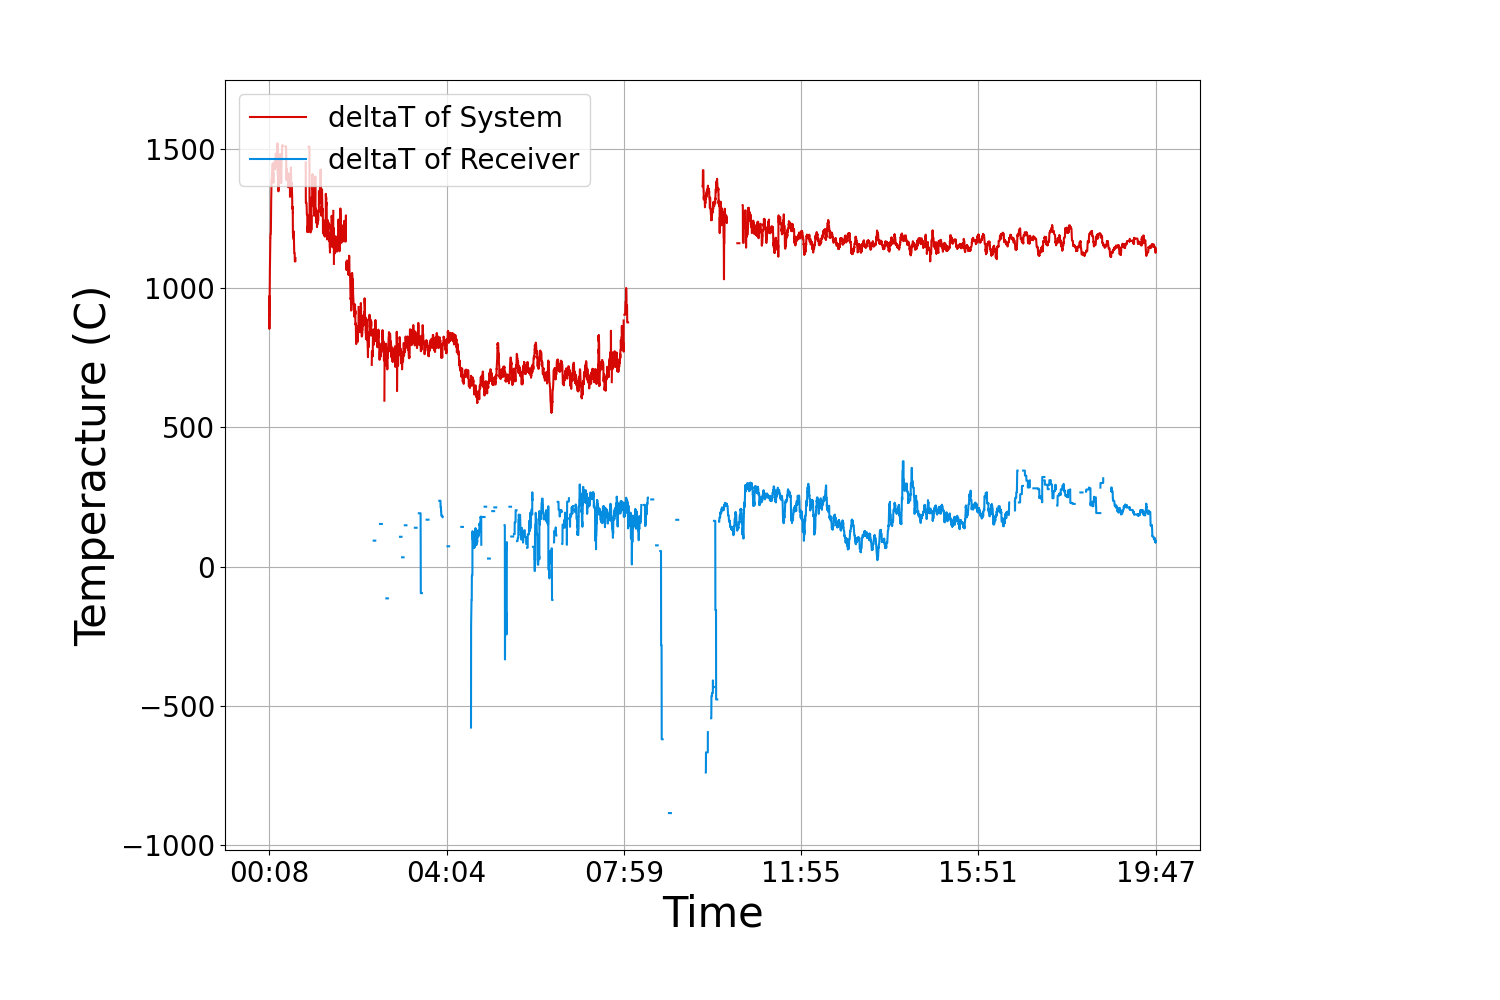 deltaT of System
deltaT of Receiver
1500
1000
500
0
−500
−1000
Temperacture (C)
00:08 04:04 07:59 11:55 15:51 19:47
Time